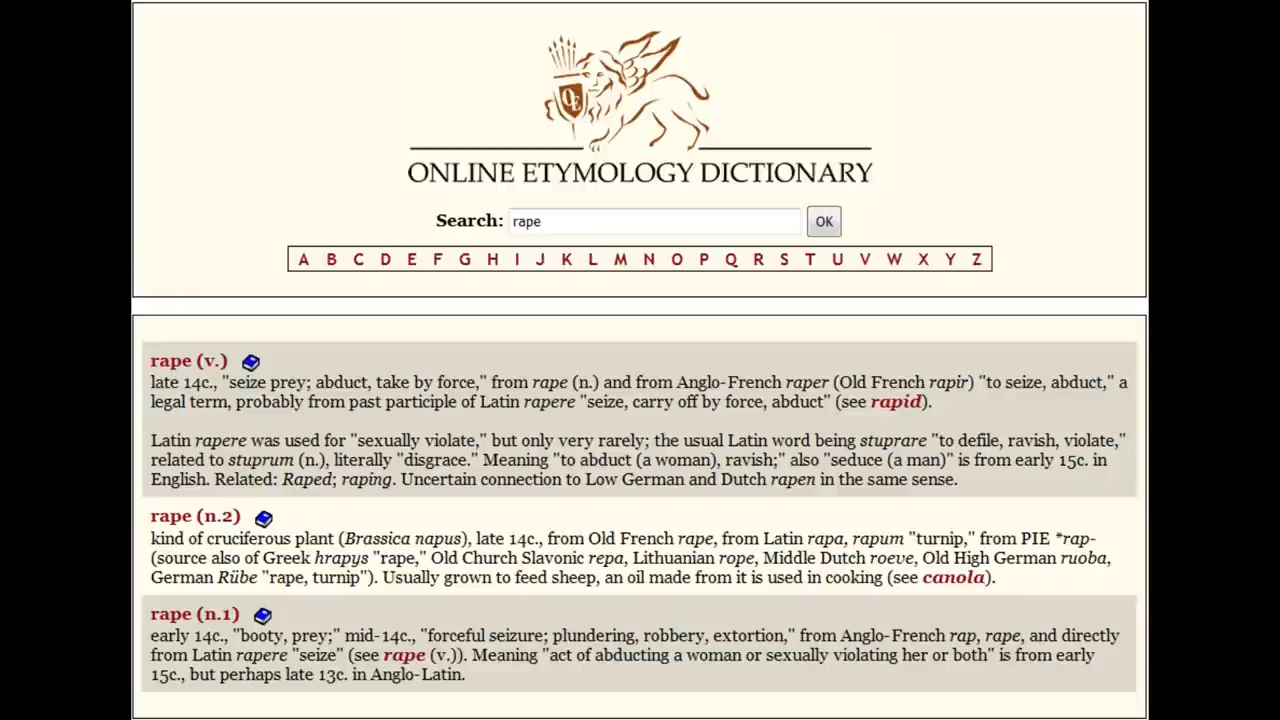 OE
ONLINE ETYMOLOGY DICTIONARY
Search: rape OK
A B C D E F G H I J K L M N O P Q R S T U V W X Y Z
rape (v.)
late 14c., "seize prey; abduct, take by force," from rape (n.) and from Anglo-French raper (Old French rapir) "to seize, abduct," a
legal term, probably from past participle of Latin rapere "seize, carry off by force, abduct" (see rapid).
Latin rapere was used for "sexually violate," but only very rarely; the usual Latin word being stuprare "to defile, ravish, violate,"
related to stuprum (n.), literally "disgrace." Meaning "to abduct (a woman), ravish;" also "seduce (a man)" is from early 15c. in
English. Related: Raped; raping. Uncertain connection to Low German and Dutch rapen in the same sense.
rape (n.2)
kind of cruciferous plant (Brassica napus), late 14c., from Old French rape, from Latin rapa, rapum "turnip," from PIE *rap-
(source also of Greek hrapys "rape," Old Church Slavonic repa, Lithuanian rope, Middle Dutch roeve, Old High German ruoba,
German Rübe "rape, turnip"). Usually grown to feed sheep, an oil made from it is used in cooking (see canola).
rape (n.1)
early 14c., "booty, prey;" mid-14c., "forceful seizure; plundering, robbery, extortion," from Anglo-French rap, rape, and directly
from Latin rapere "seize" (see rape (v.)). Meaning "act of abducting a woman or sexually violating her or both" is from early
15c., but perhaps late 13c. in Anglo-Latin.